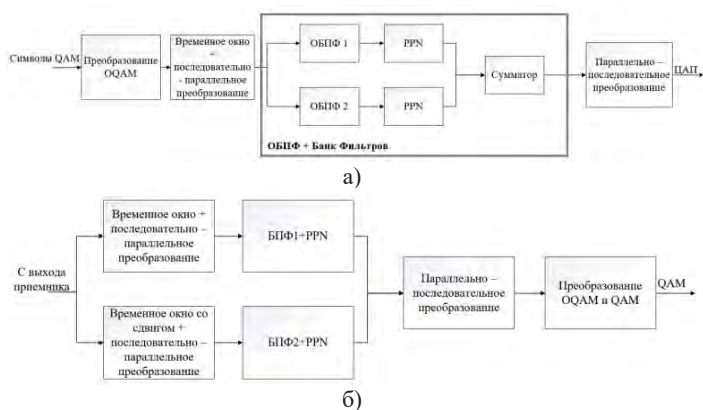 Символы QAM
Преобразование
OQAM
Временное окно
+
последовательно
- параллельное
преобразование
ОБПФ 1
PPN
ОБПФ 2
PPN
Сумматор
ОБПФ + Банк Фильтров
Параллельно –
последовательное
преобразование
ЦАП
а)
С выхода
приемника
Временное окно +
последовательно –
параллельное
преобразование
БПФ1+PPN
Временное окно со
сдвигом +
последовательно –
параллельное
преобразование
БПФ2+PPN
Параллельно –
последовательное
преобразование
Преобразование
OQAM и QAM
QAM
б)